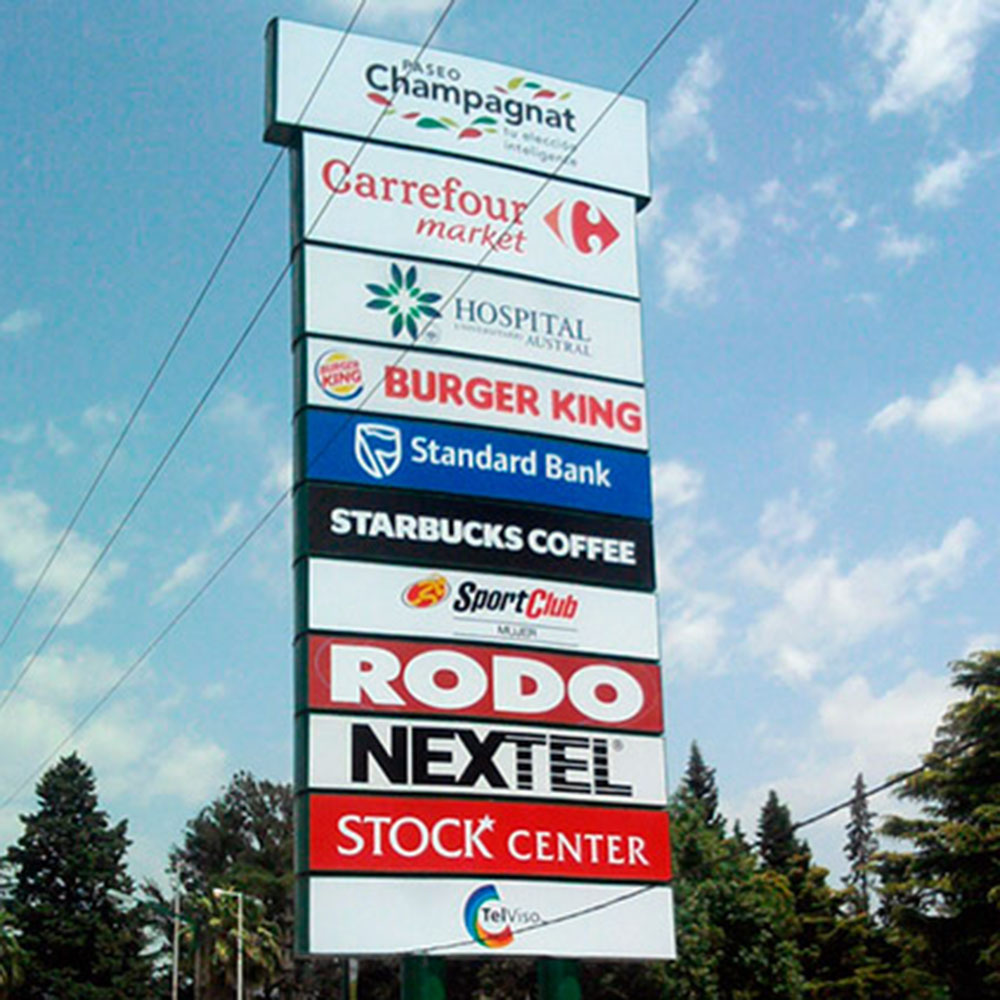 PASEO
Champagnat
tu elección
inteligente
Carrefour
market
HOSPITAL
UNIVERSITARIO AUSTRAL
BURGER
KING
BURGER KING
Standard Bank
STARBUCKS COFFEE
SportClub
MUJER
RODO
NEXTEL®
STOCK CENTER
TelViso